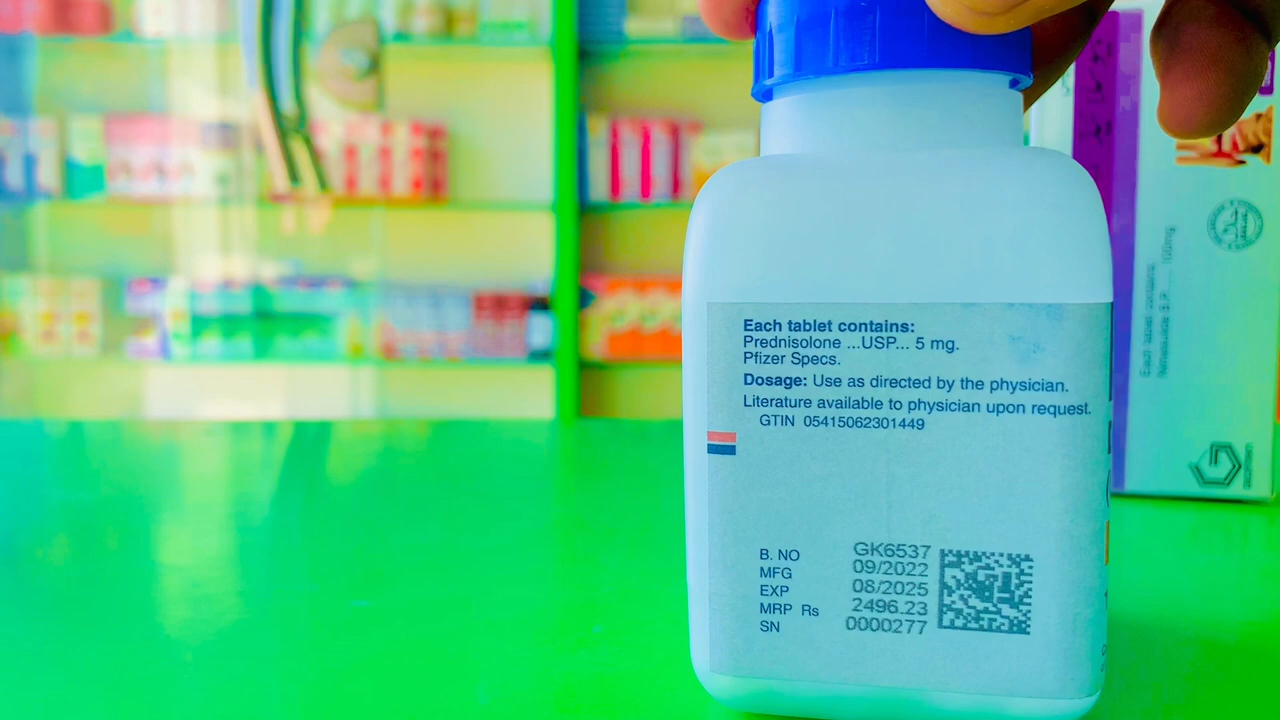 Each tablet contains:
Prednisolone ...USP... 5 mg.
Pfizer Specs.
Dosage: Use as directed by the physician.
Literature available to physician upon request.
GTIN 05415062301449
B. NO GK6537
MFG 09/2022
EXP 08/2025
MRP Rs 2496.23
SN 0000277